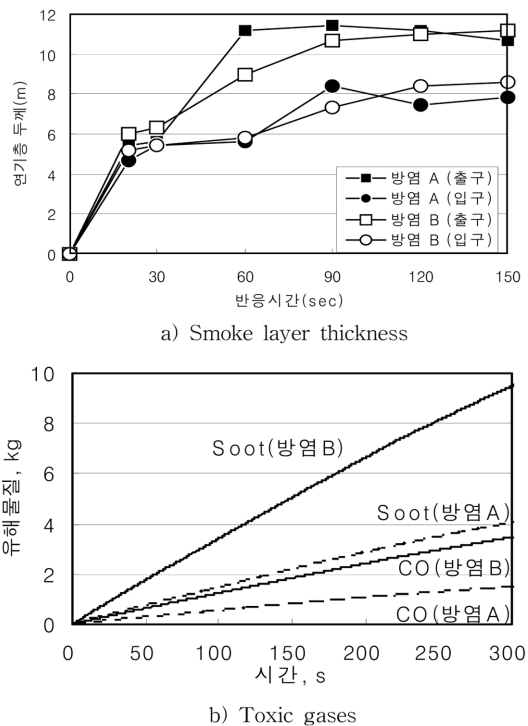 12
10
8
6
4
2
0
연기층 두께(m)
방염 A (출구)
방염 A (입구)
방염 B (출구)
방염 B (입구)
0 30 60 90 120 150
반응시간(sec)
a) Smoke layer thickness
10
8
6
4
2
0
유해물질, kg
Soot(방염B)
Soot(방염A)
CO(방염B)
CO(방염A)
0 50 100 150 200 250 300
시간, s
b) Toxic gases